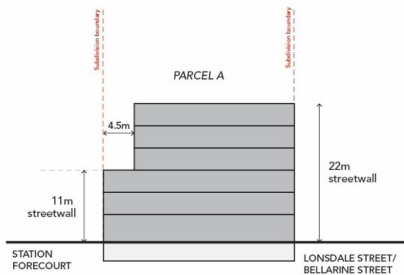 Subdivision boundary
Subdivision boundary
PARCEL A
4.5m
11m
streetwall
22m
streetwall
STATION
FORECOURT
LONSDALE STREET/
BELLARINE STREET